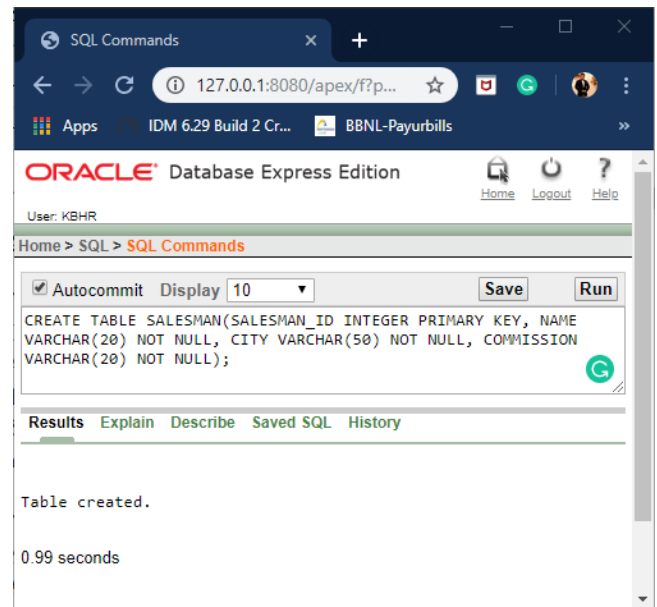 SQL Commands
127.0.0.1:8080/apex/f?p...
Apps IDM 6.29 Build 2 Cr... BBNL-Payurbills »
ORACLE Database Express Edition
Home Logout Help
User: KBHR
Home > SQL > SQL Commands
Autocommit Display 10 Save Run
CREATE TABLE SALESMAN(SALESMAN_ID INTEGER PRIMARY KEY, NAME
VARCHAR(20) NOT NULL, CITY VARCHAR(50) NOT NULL, COMMISSION
VARCHAR(20) NOT NULL);
Results Explain Describe Saved SQL History
Table created.
0.99 seconds